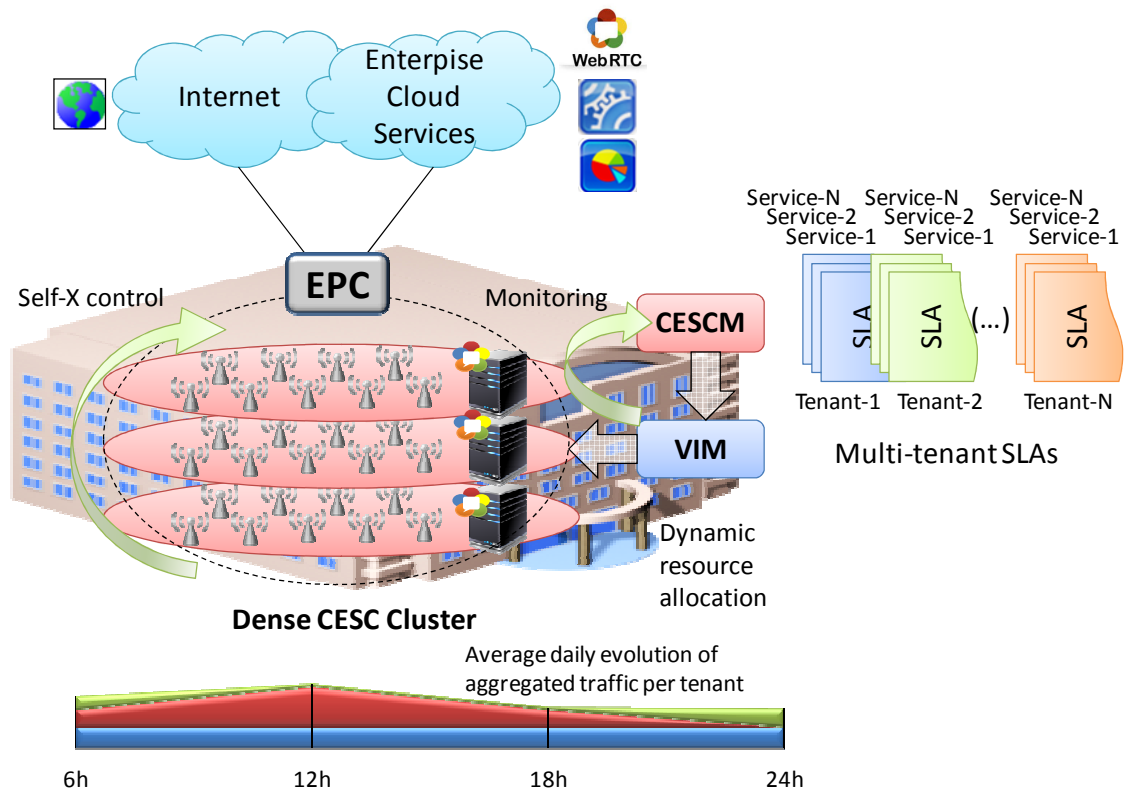 Internet
Enterpise
Cloud
Services
Web RTC
Service-N
Service-2
Service-1
Service-N
Service-2
Service-1
Service-N
Service-2
Service-1
EPC
Self-X control
Monitoring
CESCM
SLA
SLA
(...)
SLA
Tenant-1
Tenant-2
Tenant-N
VIM
Multi-tenant SLAs
Dynamic
resource
allocation
Dense CESC Cluster
Average daily evolution of
aggregated traffic per tenant
6h
12h
18h
24h